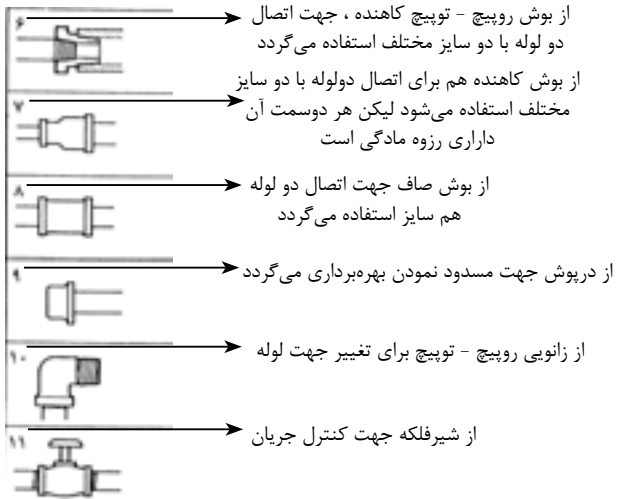 ۶
از بوش روپیچ - توپیچ کاهنده ، جهت اتصال
دو لوله با دو سایز مختلف استفاده می‌گردد
۷
از بوش کاهنده هم برای اتصال دولوله با دو سایز
مختلف استفاده می‌شود لیکن هر دوسمت آن
داراری رزوه مادگی است
۸
از بوش صاف جهت اتصال دو لوله
هم سایز استفاده می‌گردد
۹
از درپوش جهت مسدود نمودن بهره‌برداری می‌گردد
۱۰
از زانویی روپیچ - توپیچ برای تغییر جهت لوله
۱۱
از شیرفلکه جهت کنترل جریان